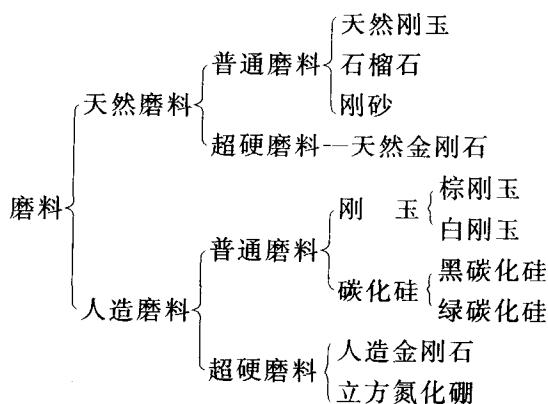 天然刚玉
普通磨料
石榴石
天然磨料
刚砂
超硬磨料—天然金刚石
磨料
棕刚玉
刚 玉
白刚玉
普通磨料
黑碳化硅
碳化硅
绿碳化硅
人造磨料
人造金刚石
超硬磨料
立方氮化硼